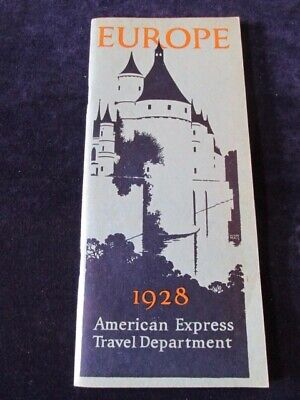 EUROPE
1928
American Express
Travel Department